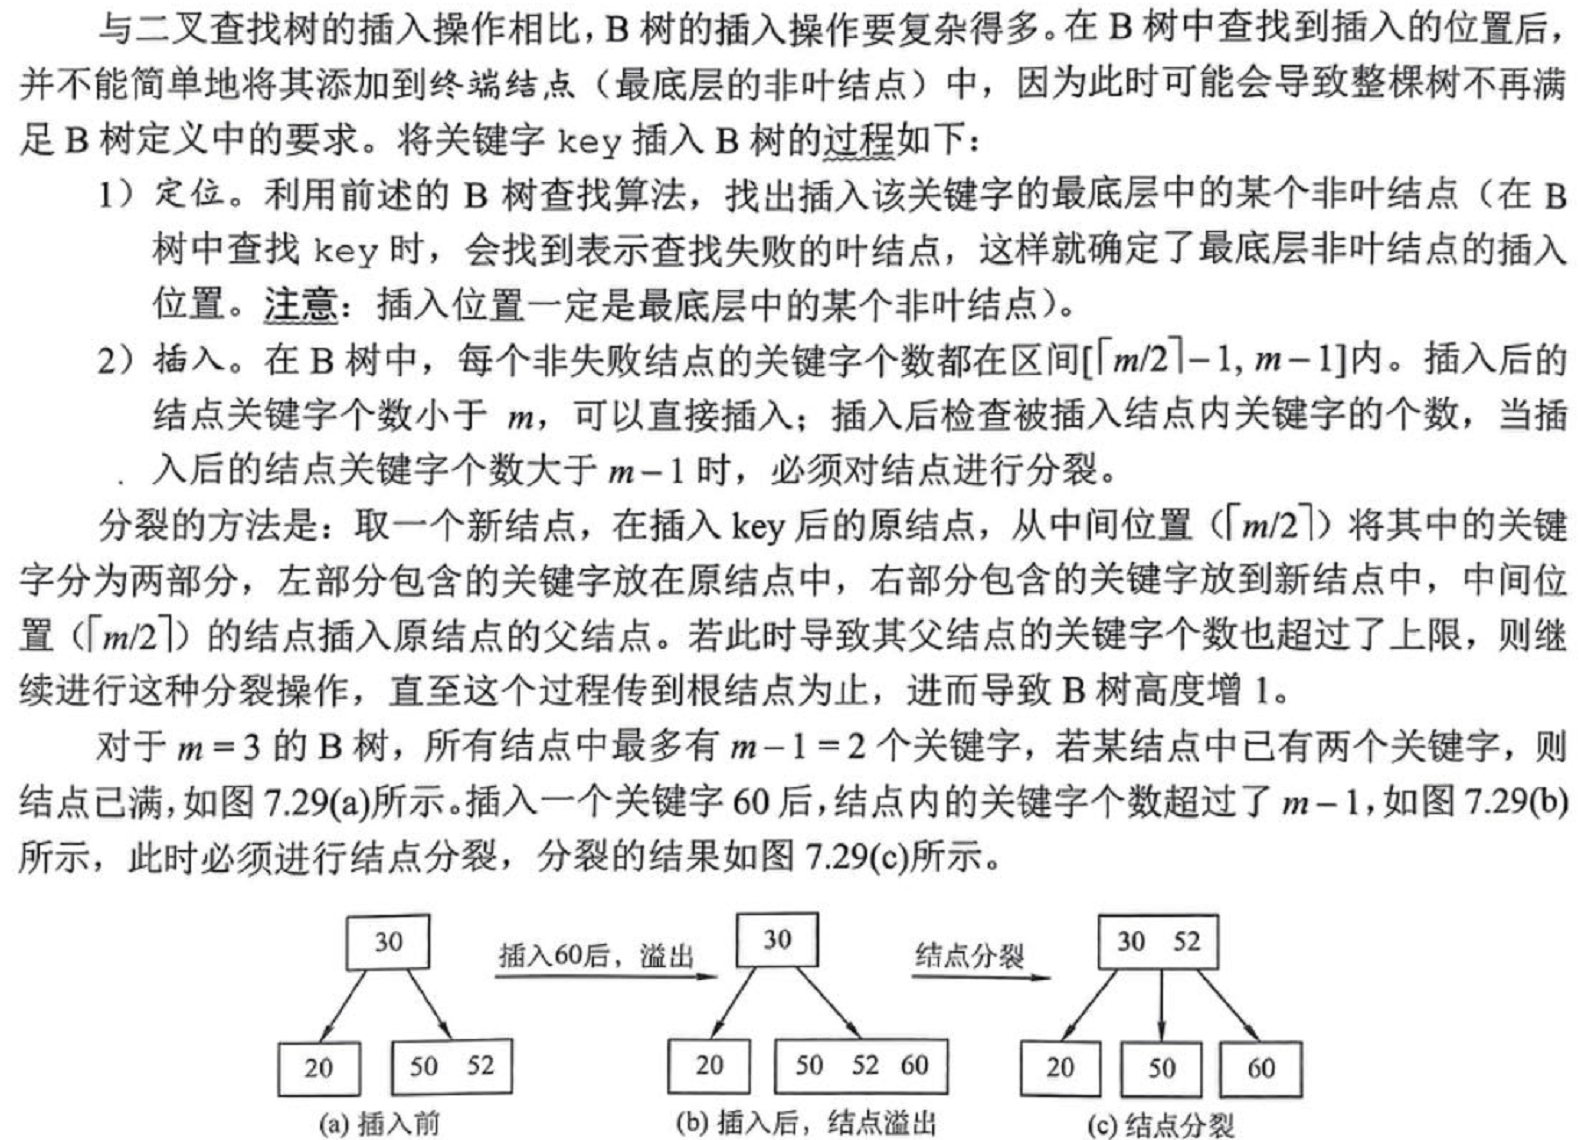 与二叉查找树的插入操作相比，B 树的插入操作要复杂得多。在 B 树中查找到插入的位置后，
并不能简单地将其添加到终端结点（最底层的非叶结点）中，因为此时可能会导致整棵树不再满
足 B 树定义中的要求。将关键字 key 插入 B 树的过程如下：
1）定位。利用前述的 B 树查找算法，找出插入该关键字的最底层中的某个非叶结点（在 B
树中查找 key 时，会找到表示查找失败的叶结点，这样就确定了最底层非叶结点的插入
位置。注意：插入位置一定是最底层中的某个非叶结点）。
2）插入。在 B 树中，每个非失败结点的关键字个数都在区间[⌈m/2⌉−1, m−1]内。插入后的
结点关键字个数小于 m，可以直接插入；插入后检查被插入结点内关键字的个数，当插
入后的结点关键字个数大于 m−1 时，必须对结点进行分裂。
分裂的方法是：取一个新结点，在插入 key 后的原结点，从中间位置（⌈m/2⌉）将其中的关键
字分为两部分，左部分包含的关键字放在原结点中，右部分包含的关键字放到新结点中，中间位
置（⌈m/2⌉）的结点插入原结点的父结点。若此时导致其父结点的关键字个数也超过了上限，则继
续进行这种分裂操作，直至这个过程传到根结点为止，进而导致 B 树高度增 1。
对于 m = 3 的 B 树，所有结点中最多有 m−1 = 2 个关键字，若某结点中已有两个关键字，则
结点已满，如图 7.29(a)所示。插入一个关键字 60 后，结点内的关键字个数超过了 m−1，如图 7.29(b)
所示，此时必须进行结点分裂，分裂的结果如图 7.29(c)所示。
30 插入60后，溢出 30 结点分裂 30 52
20 50 52 20 50 52 60 20 50 60
(a) 插入前 (b) 插入后，结点溢出 (c) 结点分裂